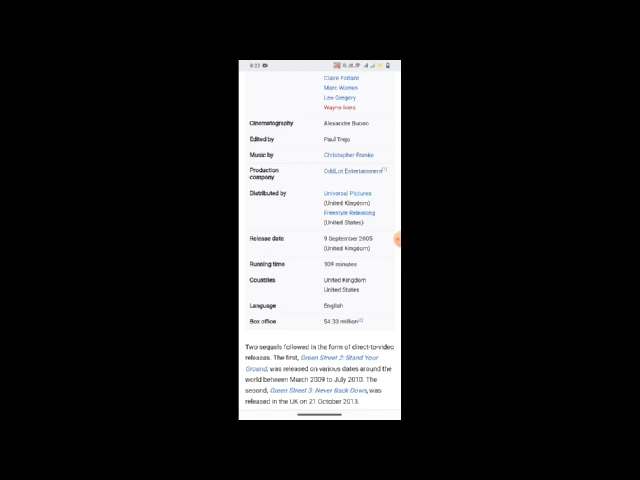 Claire Forlani
Marc Warren
Leo Gregory
Cinematography Alexander Buono
Edited by Paul Trejo
Music by Christopher Franke
Production company OddLot Entertainment[1]
Distributed by Universal Pictures
(United Kingdom)
Freestyle Releasing
(United States)
Release date 9 September 2005
(United Kingdom)
Running time 109 minutes
Countries United Kingdom
United States
Language English
Box office $4.33 million[2]
Two sequels followed in the form of direct-to-video
releases. The first, Green Street 2: Stand Your
Ground, was released on various dates around the
world between March 2009 to July 2010. The
second, Green Street 3: Never Back Down, was
released in the UK on 21 October 2013.